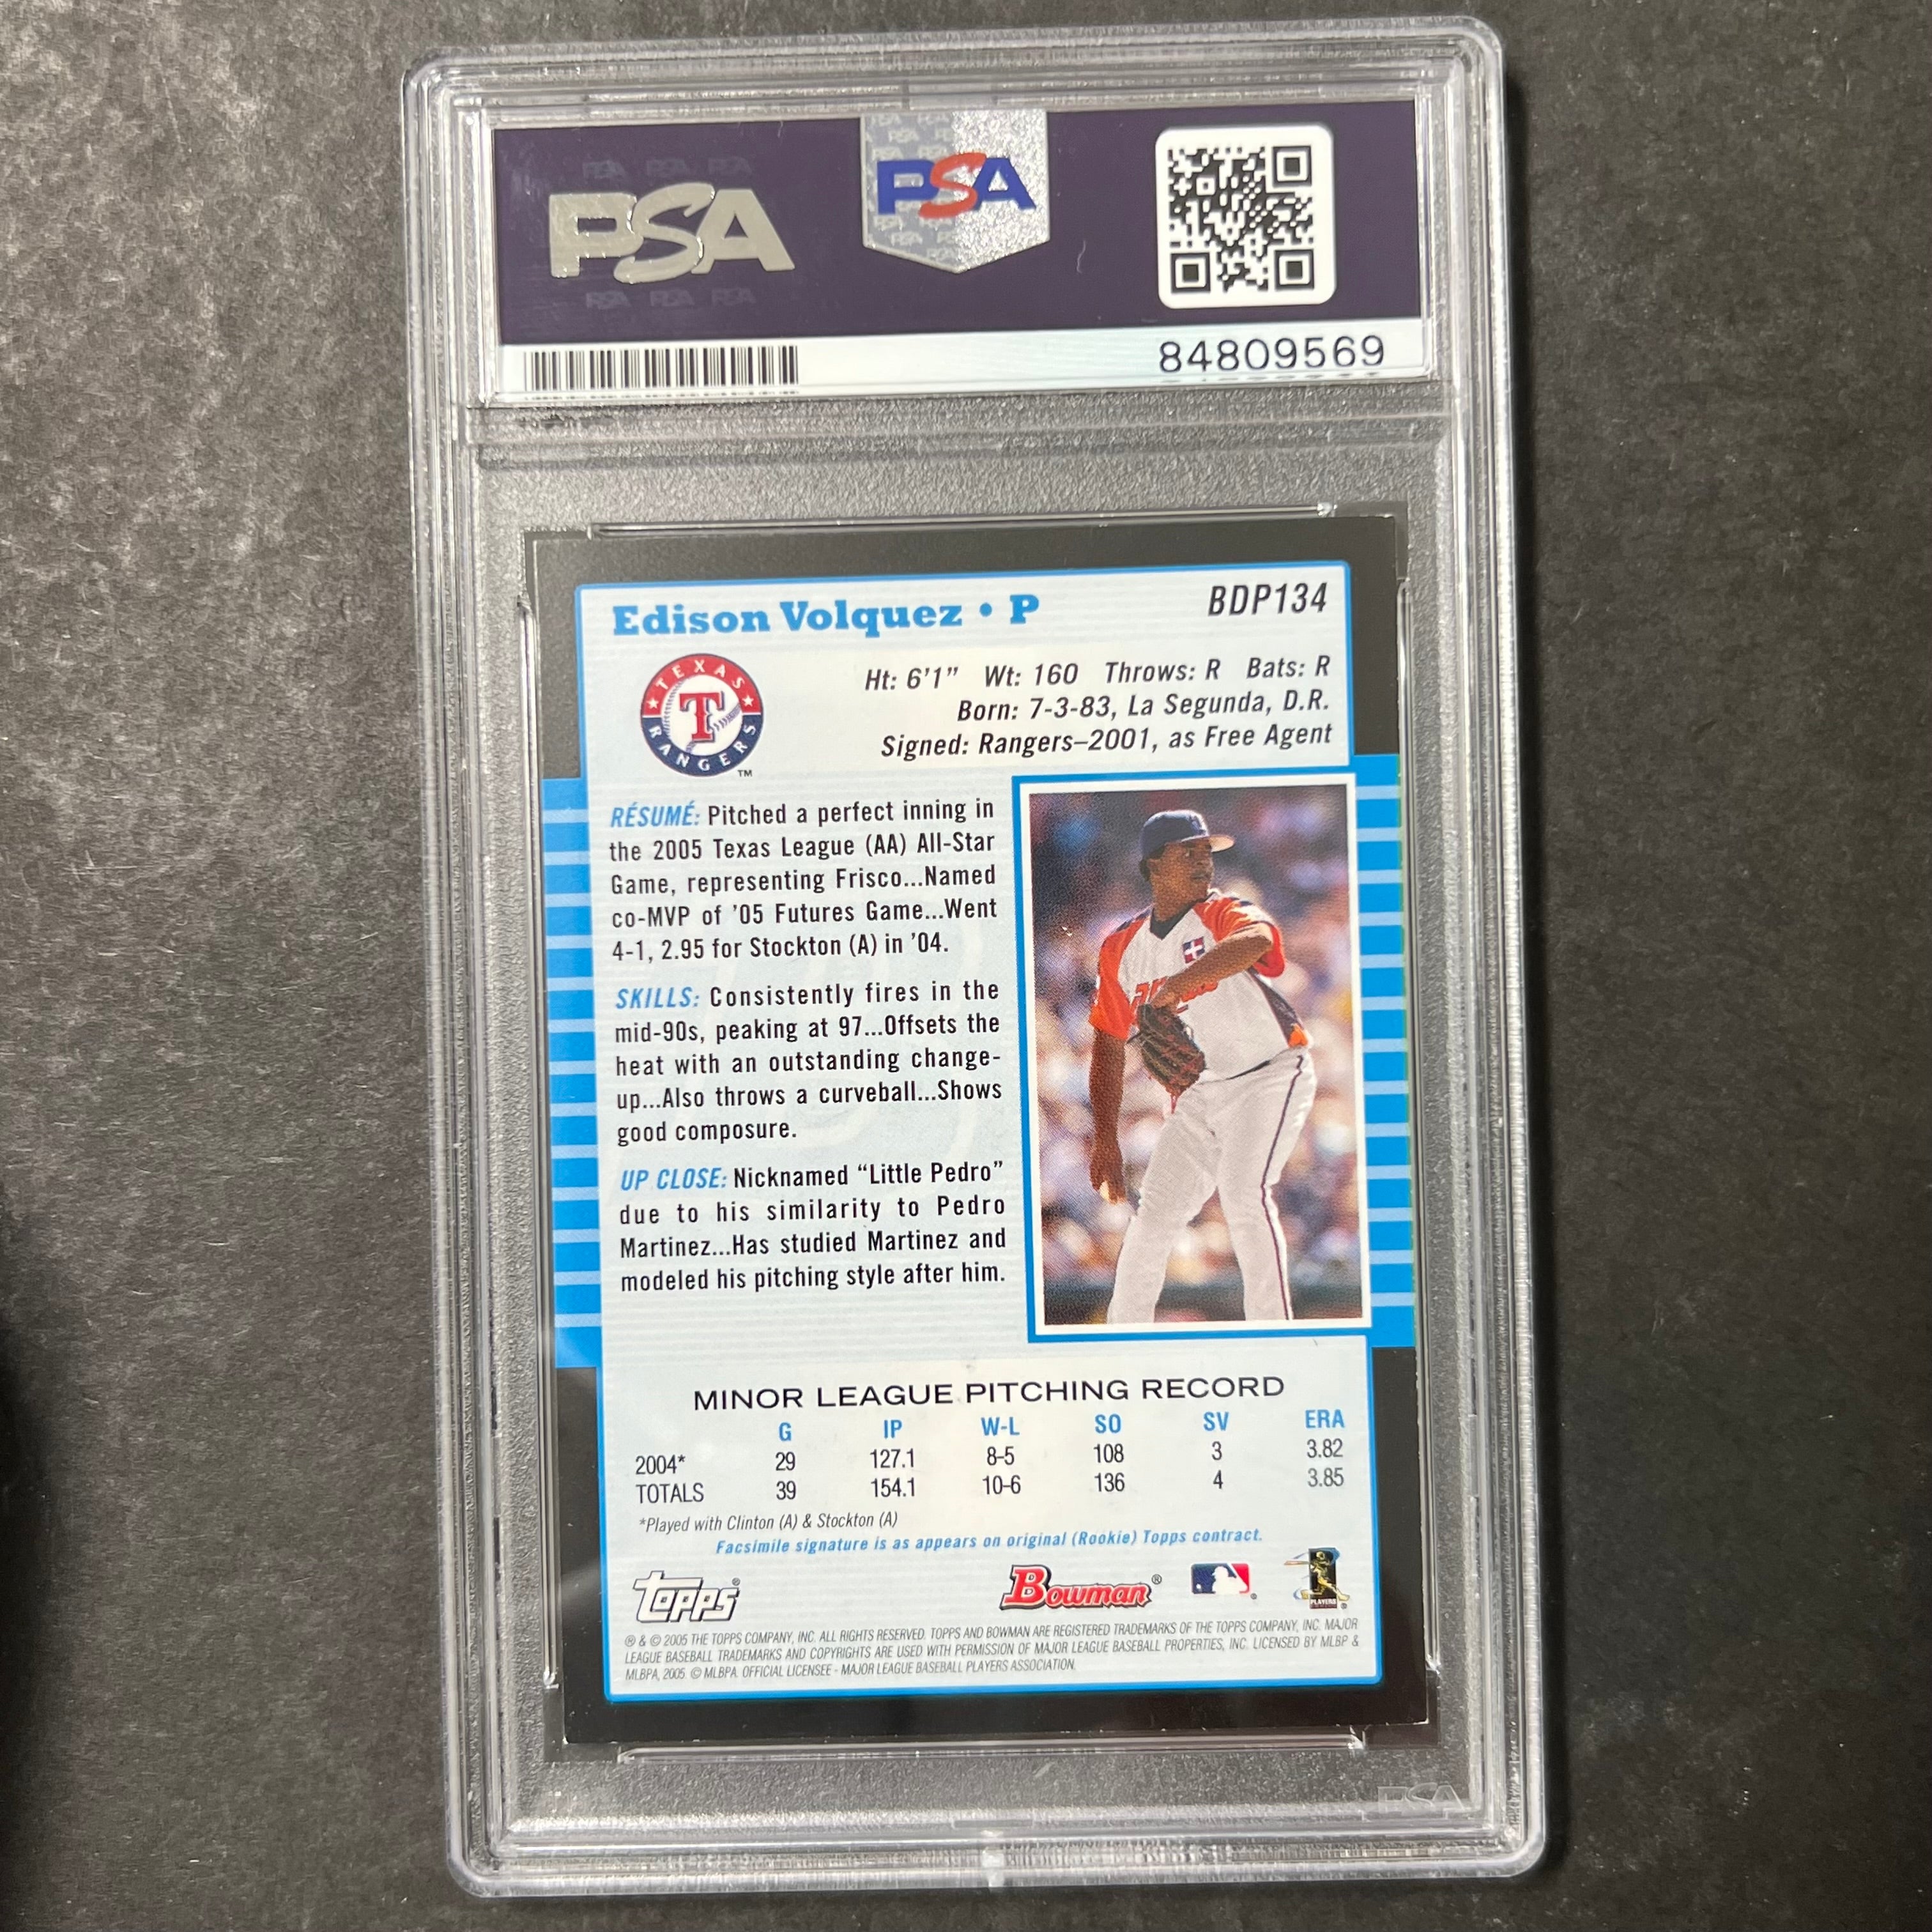 PSA
PSA
84809569
Edison Volquez • P
BDP134
TEXAS RANGERS
T
TM
Ht: 6'1" Wt: 160 Throws: R Bats: R
Born: 7-3-83, La Segunda, D.R.
Signed: Rangers–2001, as Free Agent
RÉSUMÉ: Pitched a perfect inning in
the 2005 Texas League (AA) All-Star
Game, representing Frisco...Named
co-MVP of '05 Futures Game...Went
4-1, 2.95 for Stockton (A) in '04.
SKILLS: Consistently fires in the
mid-90s, peaking at 97...Offsets the
heat with an outstanding change-
up...Also throws a curveball...Shows
good composure.
UP CLOSE: Nicknamed “Little Pedro”
due to his similarity to Pedro
Martinez...Has studied Martinez and
modeled his pitching style after him.
MINOR LEAGUE PITCHING RECORD
G IP W-L SO SV ERA
2004* 29 127.1 8-5 108 3 3.82
TOTALS 39 154.1 10-6 136 4 3.85
*Played with Clinton (A) & Stockton (A)
Facsimile signature is as appears on original (Rookie) Topps contract.
Topps® Bowman® PLAYERS
® & © 2005 THE TOPPS COMPANY, INC. ALL RIGHTS RESERVED. TOPPS AND BOWMAN ARE REGISTERED TRADEMARKS OF THE TOPPS COMPANY, INC. MAJOR
LEAGUE BASEBALL TRADEMARKS AND COPYRIGHTS ARE USED WITH PERMISSION OF MAJOR LEAGUE BASEBALL PROPERTIES, INC. LICENSED BY MLBP &
MLBPA, 2005. © MLBPA. OFFICIAL LICENSEE - MAJOR LEAGUE BASEBALL PLAYERS ASSOCIATION.
PSA